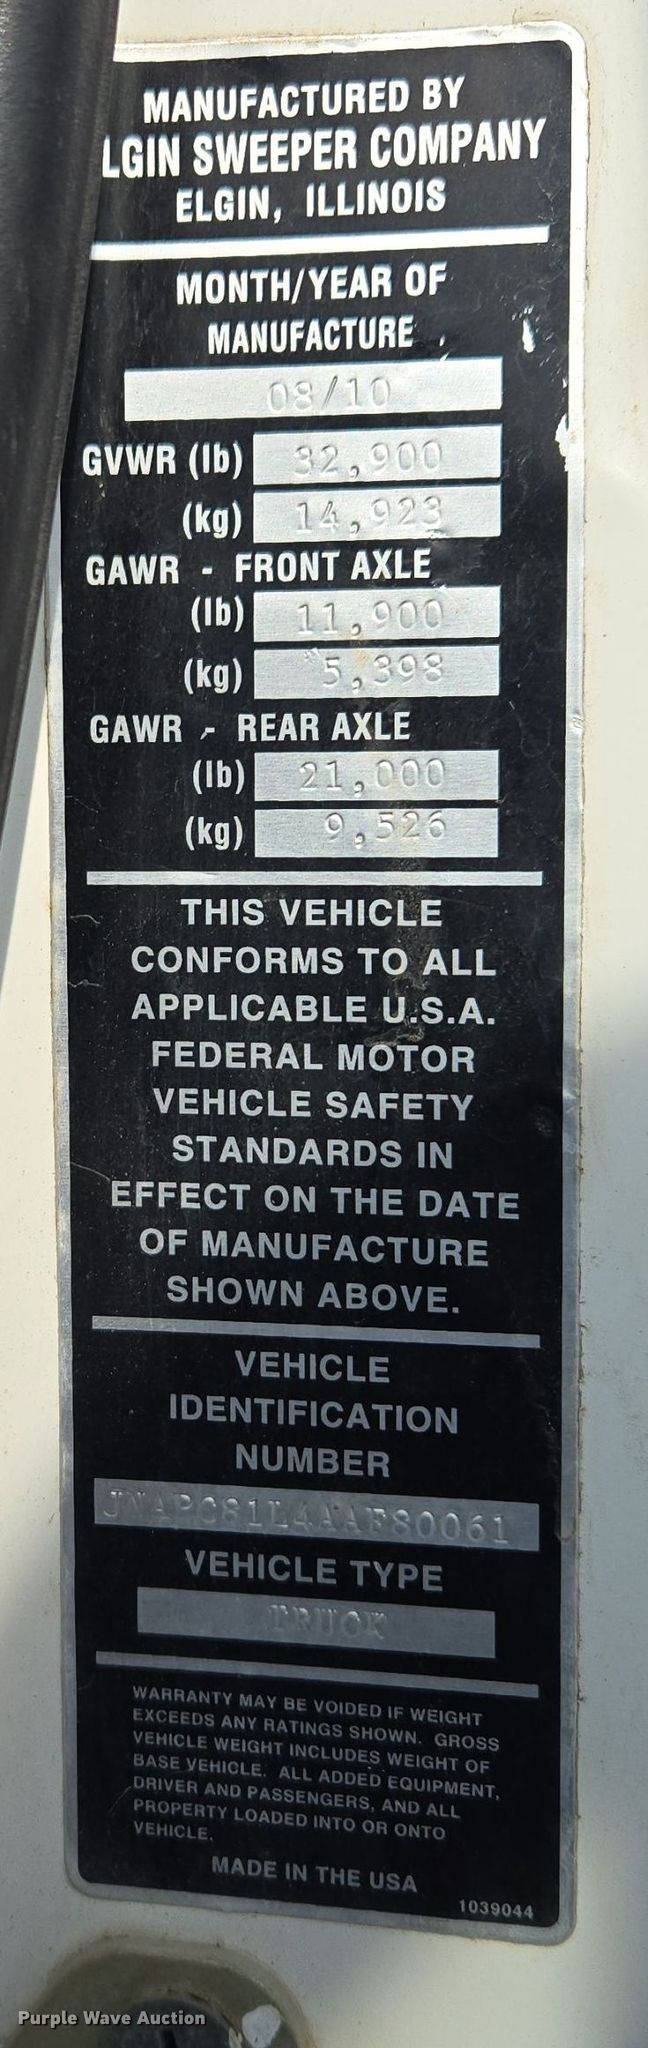 MANUFACTURED BY
LGIN SWEEPER COMPANY
ELGIN, ILLINOIS
MONTH/YEAR OF
MANUFACTURE
08/10
GVWR (lb) 32,900
(kg) 14,923
GAWR - FRONT AXLE
(lb) 11,900
(kg) 5,398
GAWR - REAR AXLE
(lb) 21,000
(kg) 9,526
THIS VEHICLE
CONFORMS TO ALL
APPLICABLE U.S.A.
FEDERAL MOTOR
VEHICLE SAFETY
STANDARDS IN
EFFECT ON THE DATE
OF MANUFACTURE
SHOWN ABOVE.
VEHICLE
IDENTIFICATION
NUMBER
JNAPC81L4AAF80061
VEHICLE TYPE
TRUCK
WARRANTY MAY BE VOIDED IF WEIGHT
EXCEEDS ANY RATINGS SHOWN. GROSS
VEHICLE WEIGHT INCLUDES WEIGHT OF
BASE VEHICLE. ALL ADDED EQUIPMENT,
DRIVER AND PASSENGERS, AND ALL
PROPERTY LOADED INTO OR ONTO
VEHICLE.
MADE IN THE USA
1039044
Purple Wave Auction